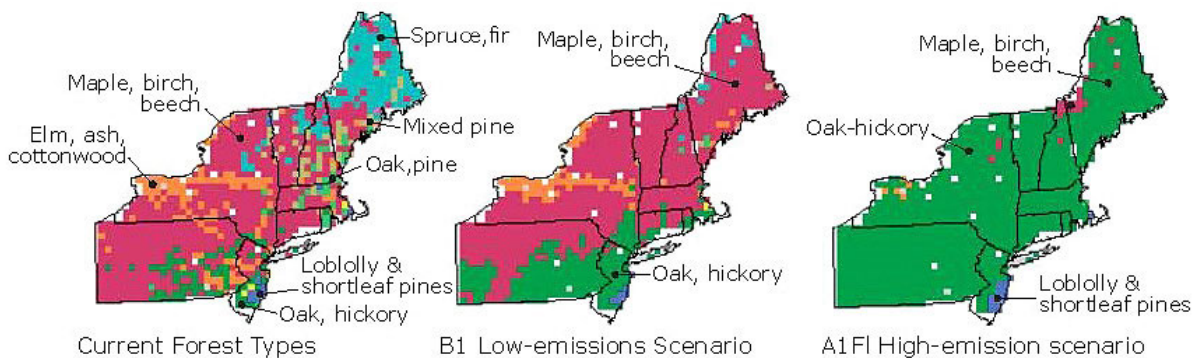 Spruce,fir
Maple, birch,
beech
Elm, ash,
cottonwood
Mixed pine
Oak,pine
Loblolly &
shortleaf pines
Oak, hickory
Current Forest Types
Maple, birch,
beech
Oak, hickory
B1 Low-emissions Scenario
Maple, birch,
beech
Oak-hickory
Loblolly &
shortleaf pines
A1Fl High-emission scenario